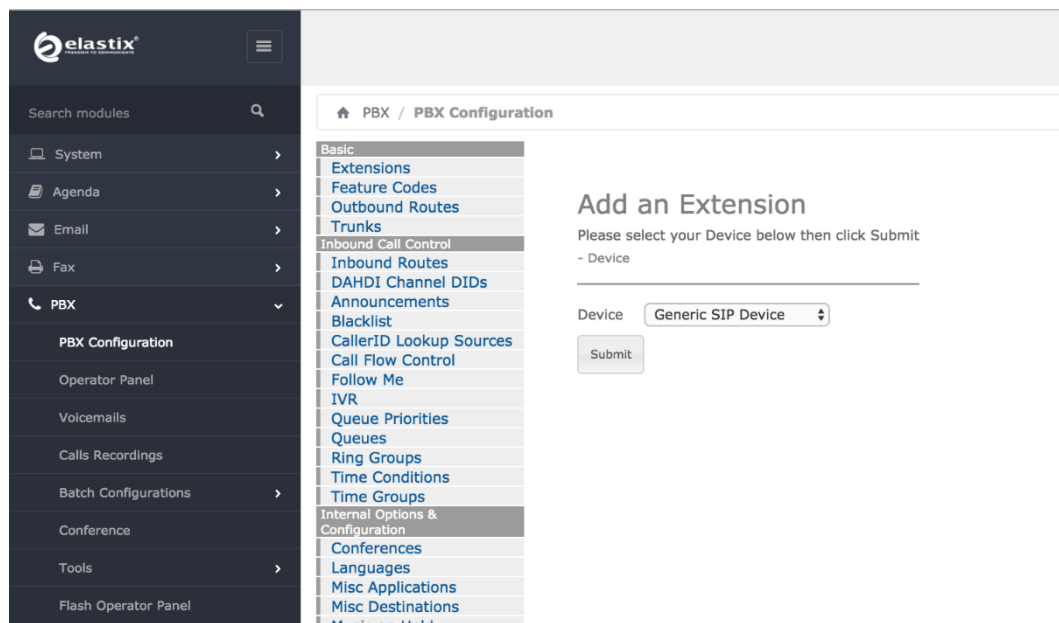 elastix®
FREEDOM TO COMMUNICATE
Search modules
System
Agenda
Email
Fax
PBX
PBX Configuration
Operator Panel
Voicemails
Calls Recordings
Batch Configurations
Conference
Tools
Flash Operator Panel
PBX / PBX Configuration
Basic
Extensions
Feature Codes
Outbound Routes
Trunks
Inbound Call Control
Inbound Routes
DAHDI Channel DIDs
Announcements
Blacklist
CallerID Lookup Sources
Call Flow Control
Follow Me
IVR
Queue Priorities
Queues
Ring Groups
Time Conditions
Time Groups
Internal Options &
Configuration
Conferences
Languages
Misc Applications
Misc Destinations
Add an Extension
Please select your Device below then click Submit
- Device
Device Generic SIP Device
Submit